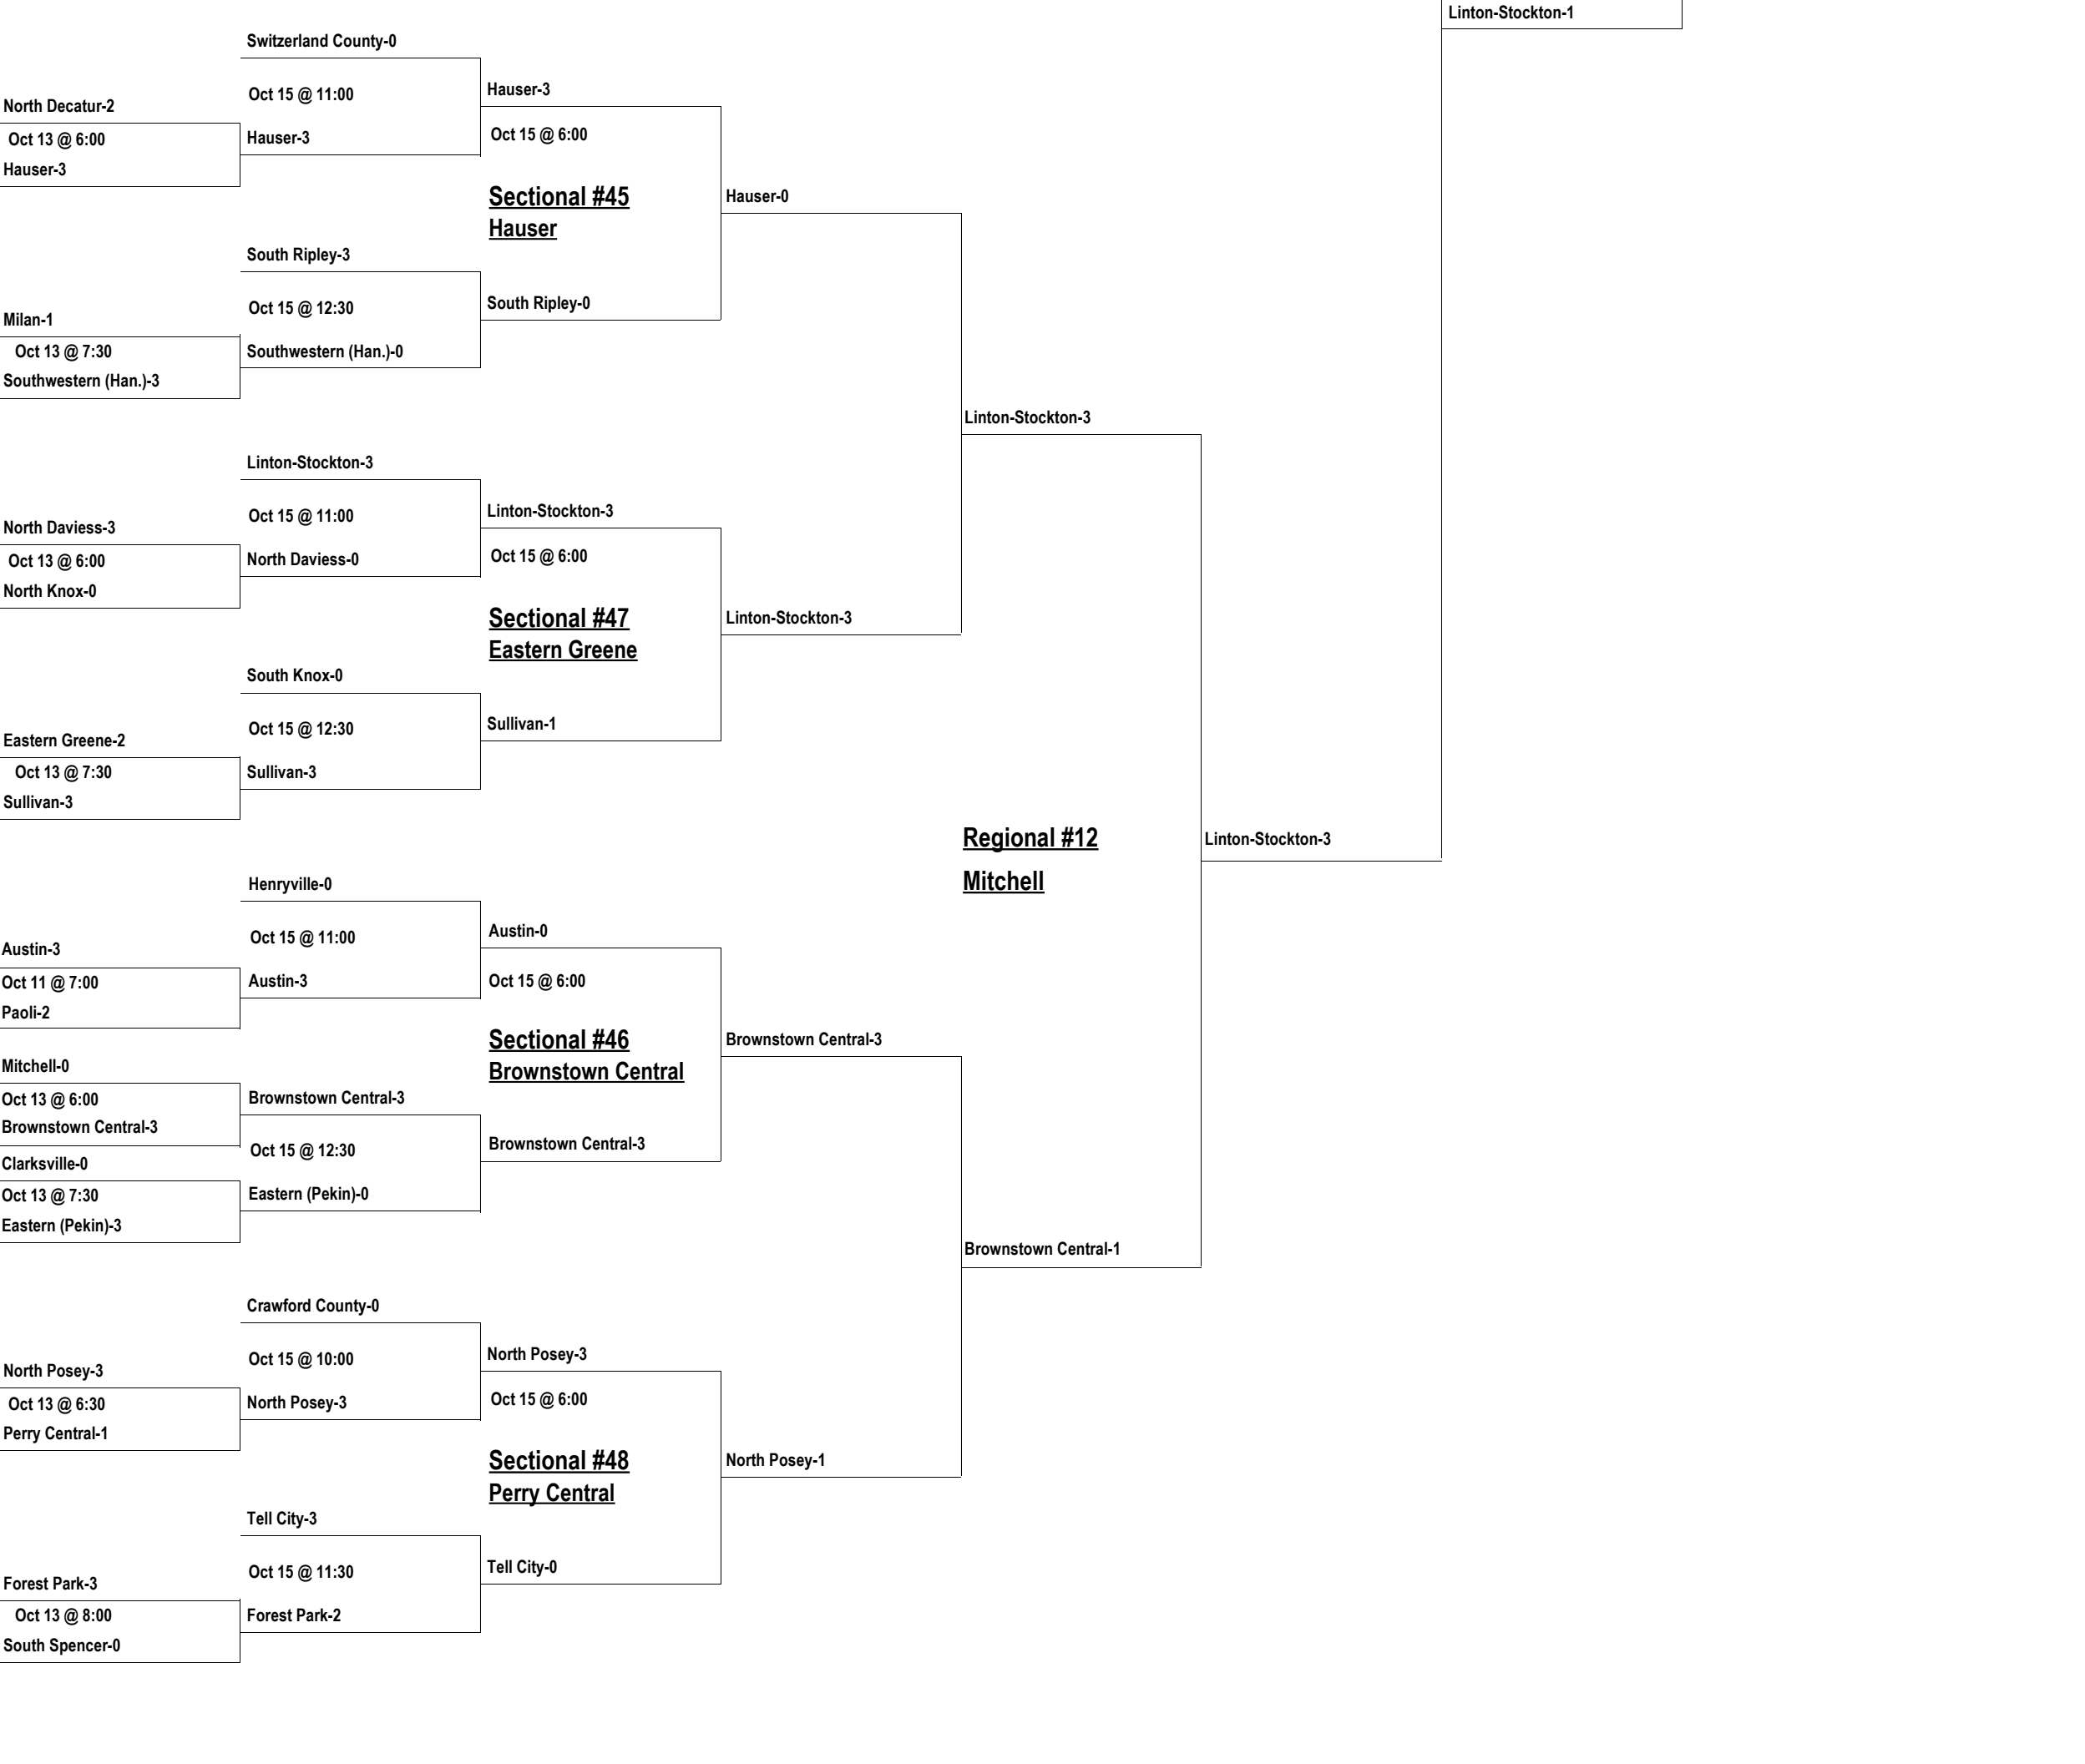 Linton-Stockton-1
Switzerland County-0
Oct 15 @ 11:00
Hauser-3
North Decatur-2
Oct 13 @ 6:00
Hauser-3
Hauser-3
Oct 15 @ 6:00
Sectional #45
Hauser
Hauser-0
South Ripley-3
Oct 15 @ 12:30
Southwestern (Han.)-0
South Ripley-0
Milan-1
Oct 13 @ 7:30
Southwestern (Han.)-3
Linton-Stockton-3
Linton-Stockton-3
Oct 15 @ 11:00
North Daviess-0
Linton-Stockton-3
Oct 15 @ 6:00
North Daviess-3
Oct 13 @ 6:00
North Knox-0
Sectional #47
Eastern Greene
Linton-Stockton-3
South Knox-0
Oct 15 @ 12:30
Sullivan-3
Sullivan-1
Eastern Greene-2
Oct 13 @ 7:30
Sullivan-3
Regional #12
Mitchell
Linton-Stockton-3
Henryville-0
Oct 15 @ 11:00
Austin-3
Austin-0
Oct 15 @ 6:00
Austin-3
Oct 11 @ 7:00
Paoli-2
Sectional #46
Brownstown Central
Brownstown Central-3
Mitchell-0
Oct 13 @ 6:00
Brownstown Central-3
Brownstown Central-3
Oct 15 @ 12:30
Eastern (Pekin)-0
Brownstown Central-3
Clarksville-0
Oct 13 @ 7:30
Eastern (Pekin)-3
Brownstown Central-1
Crawford County-0
Oct 15 @ 10:00
North Posey-3
North Posey-3
Oct 15 @ 6:00
North Posey-3
Oct 13 @ 6:30
Perry Central-1
Sectional #48
Perry Central
North Posey-1
Tell City-3
Oct 15 @ 11:30
Forest Park-2
Tell City-0
Forest Park-3
Oct 13 @ 8:00
South Spencer-0